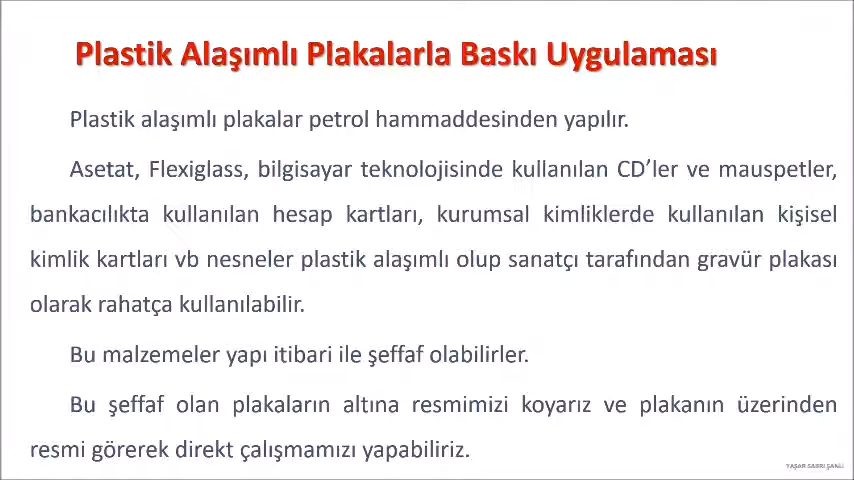 Plastik Alaşımlı Plakalarla Baskı Uygulaması
Plastik alaşımlı plakalar petrol hammaddesinden yapılır.
Asetat, Flexiglass, bilgisayar teknolojisinde kullanılan CD’ler ve mauspetler,
bankacılıkta kullanılan hesap kartları, kurumsal kimliklerde kullanılan kişisel
kimlik kartları vb nesneler plastik alaşımlı olup sanatçı tarafından gravür plakası
olarak rahatça kullanılabilir.
Bu malzemeler yapı itibari ile şeffaf olabilirler.
Bu şeffaf olan plakaların altına resmimizi koyarız ve plakanın üzerinden
resmi görerek direkt çalışmamızı yapabiliriz.
YAŞAR SABRİ ŞANLI